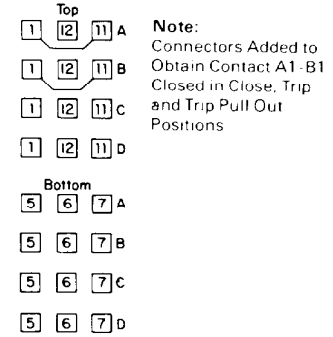 Top
1 12 11 A
1 12 11 B
1 12 11 C
1 12 11 D
Bottom
5 6 7 A
5 6 7 B
5 6 7 C
5 6 7 D
Note:
Connectors Added to
Obtain Contact A1-B1
Closed in Close, Trip
and Trip Pull Out
Positions